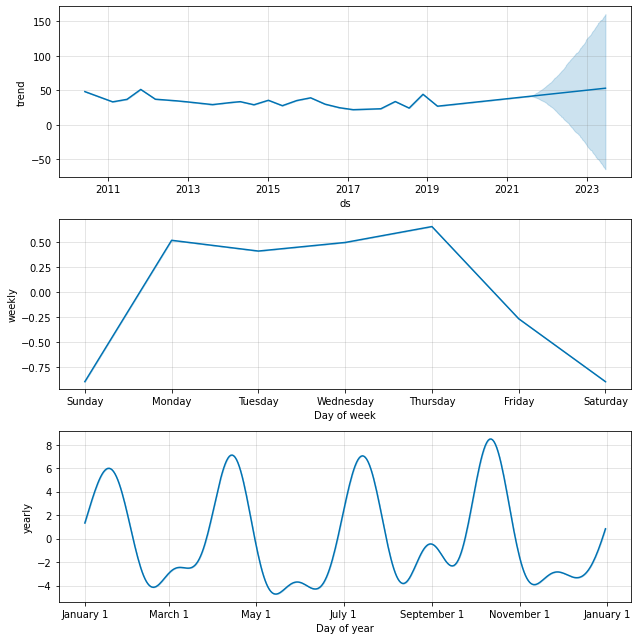 150
100
50
0
−50
trend
2011 2013 2015 2017 2019 2021 2023
ds
0.50
0.25
0.00
−0.25
−0.50
−0.75
weekly
Sunday Monday Tuesday Wednesday Thursday Friday Saturday
Day of week
8
6
4
2
0
−2
−4
yearly
January 1 March 1 May 1 July 1 September 1 November 1 January 1
Day of year